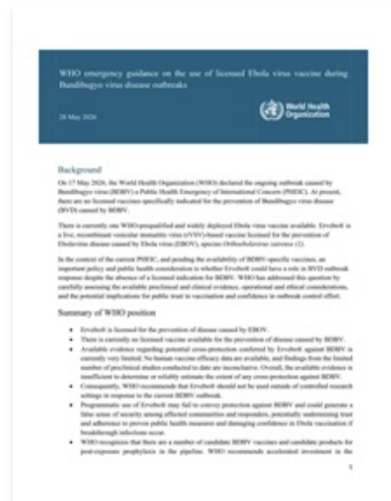 WHO emergency guidance on the use of licensed Ebola virus vaccine during
Bundibugyo virus disease outbreaks
28 May 2026
World Health
Organization
Background
On 17 May 2026, the World Health Organization (WHO) declared the ongoing outbreak caused by
Bundibugyo virus (BDBV) a Public Health Emergency of International Concern (PHEIC). At present,
there are no licensed vaccines specifically indicated for the prevention of Bundibugyo virus disease
(BVD) caused by BDBV.
There is currently one WHO-prequalified and widely deployed Ebola virus vaccine available. Ervebo® is
a live, recombinant vesicular stomatitis virus (rVSV)-based vaccine licensed for the prevention of
Ebolavirus disease caused by Ebola virus (EBOV), species Orthoebolavirus zairense (1).
In the context of the current PHEIC, and pending the availability of BDBV-specific vaccines, an
important policy and public health consideration is whether Ervebo® could have a role in BVD outbreak
response despite the absence of a licensed indication for BDBV. WHO has addressed this question by
carefully assessing the available preclinical and clinical evidence, operational and ethical considerations,
and the potential implications for public trust in vaccination and confidence in outbreak control effort.
Summary of WHO position
• Ervebo® is licensed for the prevention of disease caused by EBOV.
• There is currently no licensed vaccine available for the prevention of disease caused by BDBV.
• Available evidence regarding potential cross-protection conferred by Ervebo® against BDBV is
currently very limited. No human vaccine efficacy data are available, and findings from the limited
number of preclinical studies conducted to date are inconclusive. Overall, the available evidence is
insufficient to determine or reliably estimate the extent of any cross-protection against BDBV.
• Consequently, WHO recommends that Ervebo® should not be used outside of controlled research
settings in response to the current BDBV outbreak.
• Programmatic use of Ervebo® may fail to convey protection against BDBV and could generate a
false sense of security among affected communities and responders, potentially undermining trust
and adherence to proven public health measures and damaging confidence in Ebola vaccination if
breakthrough infections occur.
• WHO recognizes that there are a number of candidate BDBV vaccines and candidate products for
post-exposure prophylaxis in the pipeline. WHO recommends accelerated investment in the
1